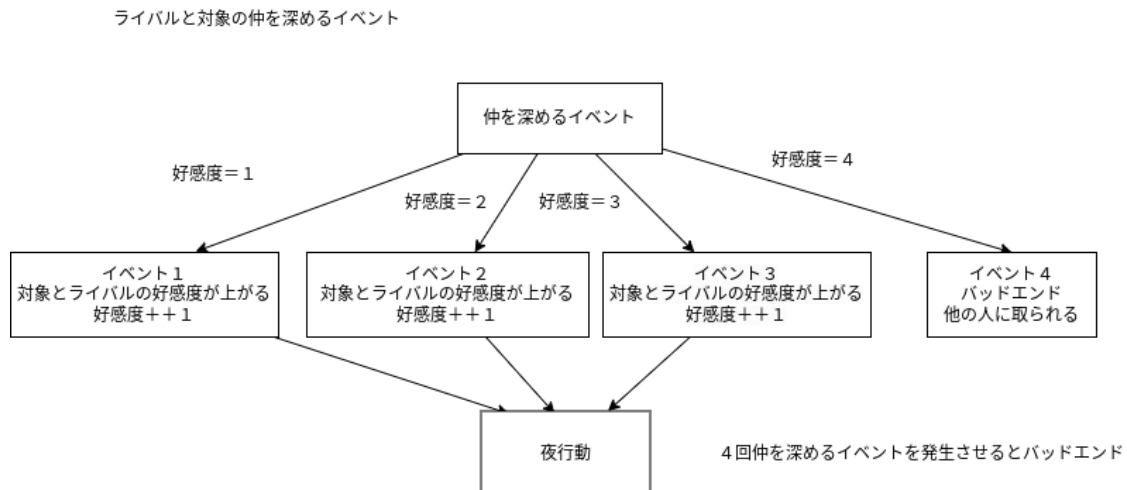 ライバルと対象の仲を深めるイベント
仲を深めるイベント
好感度＝４
好感度＝１
好感度＝２
好感度＝３
イベント１
対象とライバルの好感度が上がる
好感度＋＋１
イベント２
対象とライバルの好感度が上がる
好感度＋＋１
イベント３
対象とライバルの好感度が上がる
好感度＋＋１
イベント４
バッドエンド
他の人に取られる
夜行動
４回仲を深めるイベントを発生させるとバッドエンド